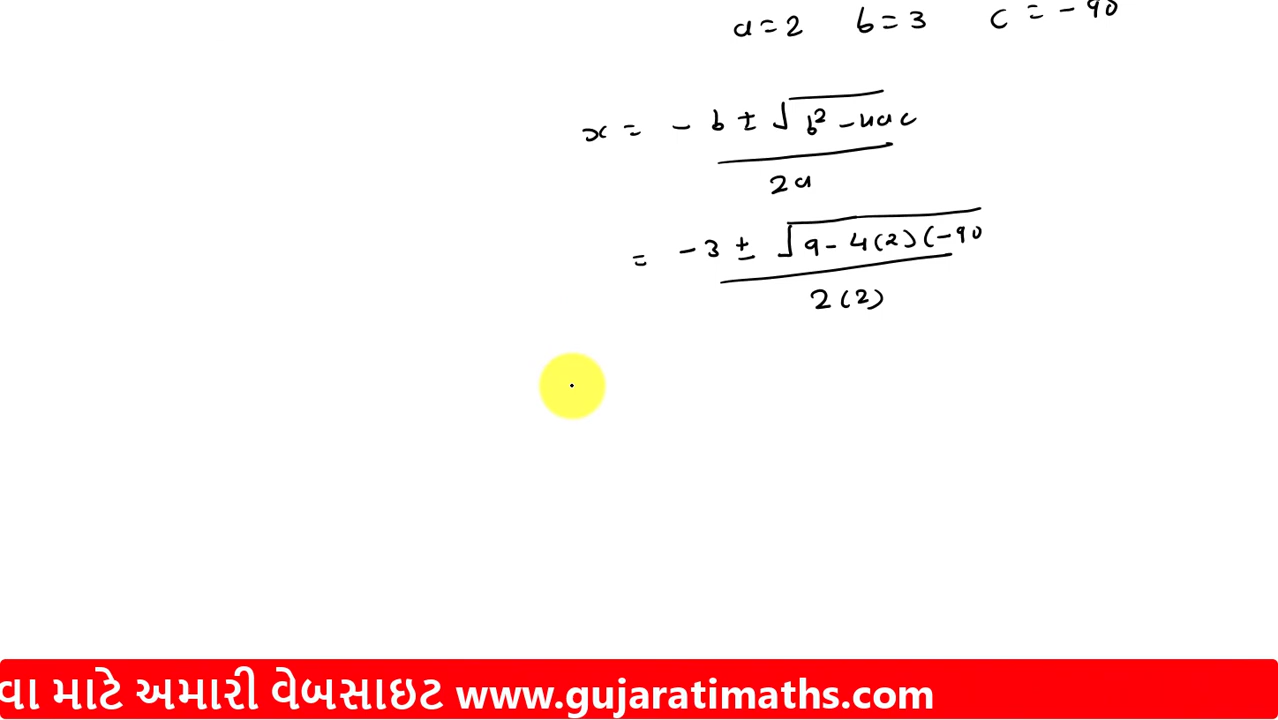 a = 2 b = 3 c = - 90
x = - b ± √b² - 4ac
2a
= - 3 ± √9 - 4(2)(-90
2(2)
વા માટે અમારી વેબસાઇટ www.gujaratimaths.com